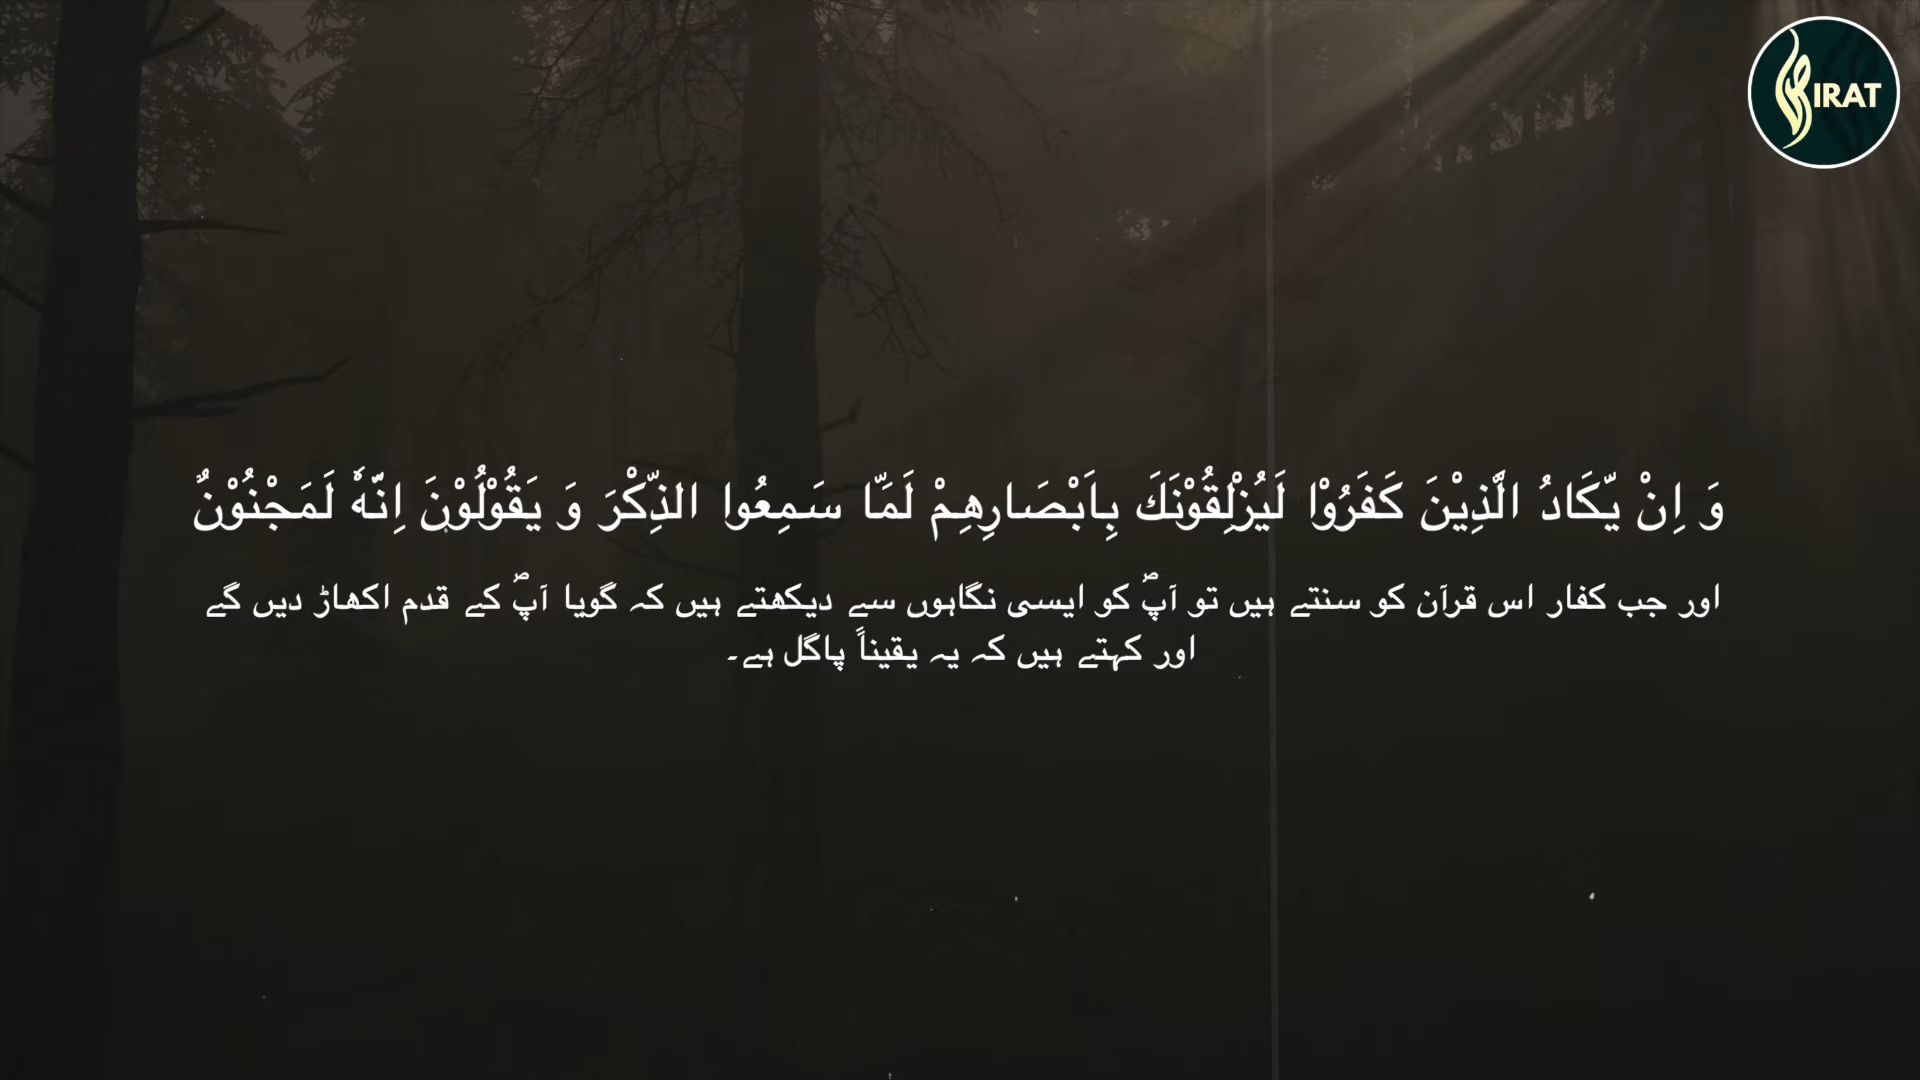 IRAT
وَ اِنْ يَّكَادُ الَّذِيْنَ كَفَرُوْا لَيُزْلِقُوْنَكَ بِاَبْصَارِهِمْ لَمَّا سَمِعُوا الذِّكْرَ وَ يَقُوْلُوْنَ اِنَّهٗ لَمَجْنُوْنٌ
اور جب کفار اس قرآن کو سنتے ہیں تو آپؐ کو ایسی نگاہوں سے دیکھتے ہیں کہ گویا آپؐ کے قدم اکھاڑ دیں گے
اور کہتے ہیں کہ یہ یقیناً پاگل ہے۔